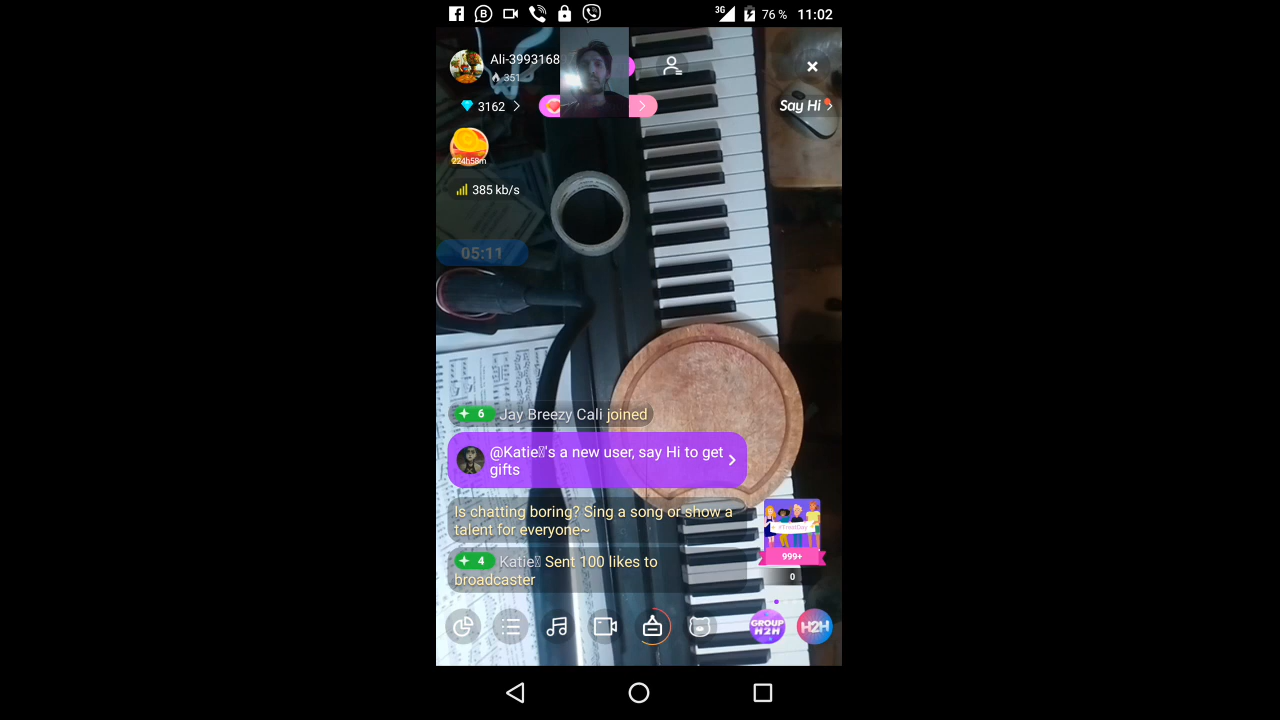 3G 76 % 11:02
Ali-3993168
351
3162
Say Hi
224h58m
385 kb/s
05:11
6 Jay Breezy Cali joined
@Katie's a new user, say Hi to get
gifts
Is chatting boring? Sing a song or show a
talent for everyone~
4 Katie Sent 100 likes to
broadcaster
999+
0
GROUP
H2H
H2H